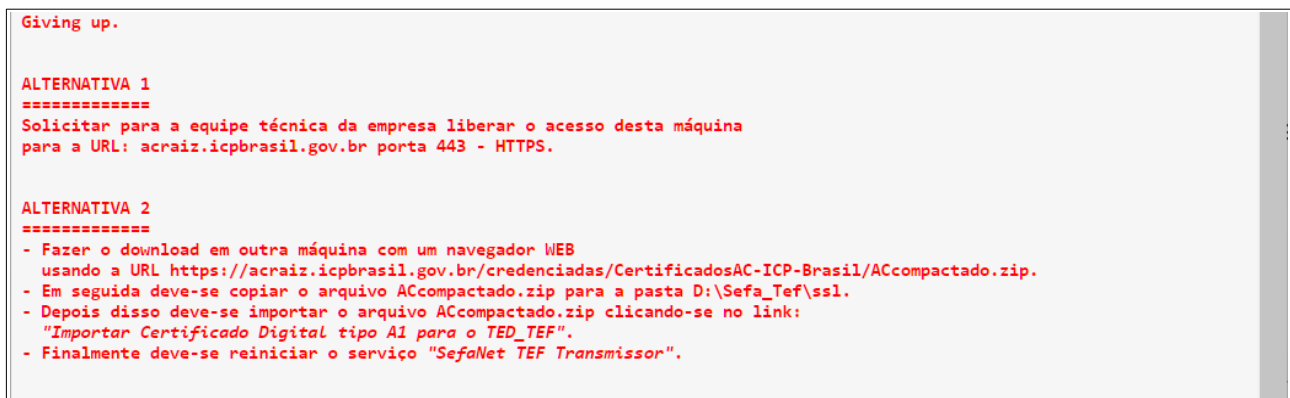 Giving up.
ALTERNATIVA 1
=============
Solicitar para a equipe técnica da empresa liberar o acesso desta máquina
para a URL: acraiz.icpbrasil.gov.br porta 443 - HTTPS.
ALTERNATIVA 2
=============
- Fazer o download em outra máquina com um navegador WEB
usando a URL https://acraiz.icpbrasil.gov.br/credenciadas/CertificadosAC-ICP-Brasil/ACcompactado.zip.
- Em seguida deve-se copiar o arquivo ACcompactado.zip para a pasta D:\Sefa_Tef\ssl.
- Depois disso deve-se importar o arquivo ACcompactado.zip clicando-se no link:
"Importar Certificado Digital tipo A1 para o TED_TEF".
- Finalmente deve-se reiniciar o serviço "SefaNet TEF Transmissor".